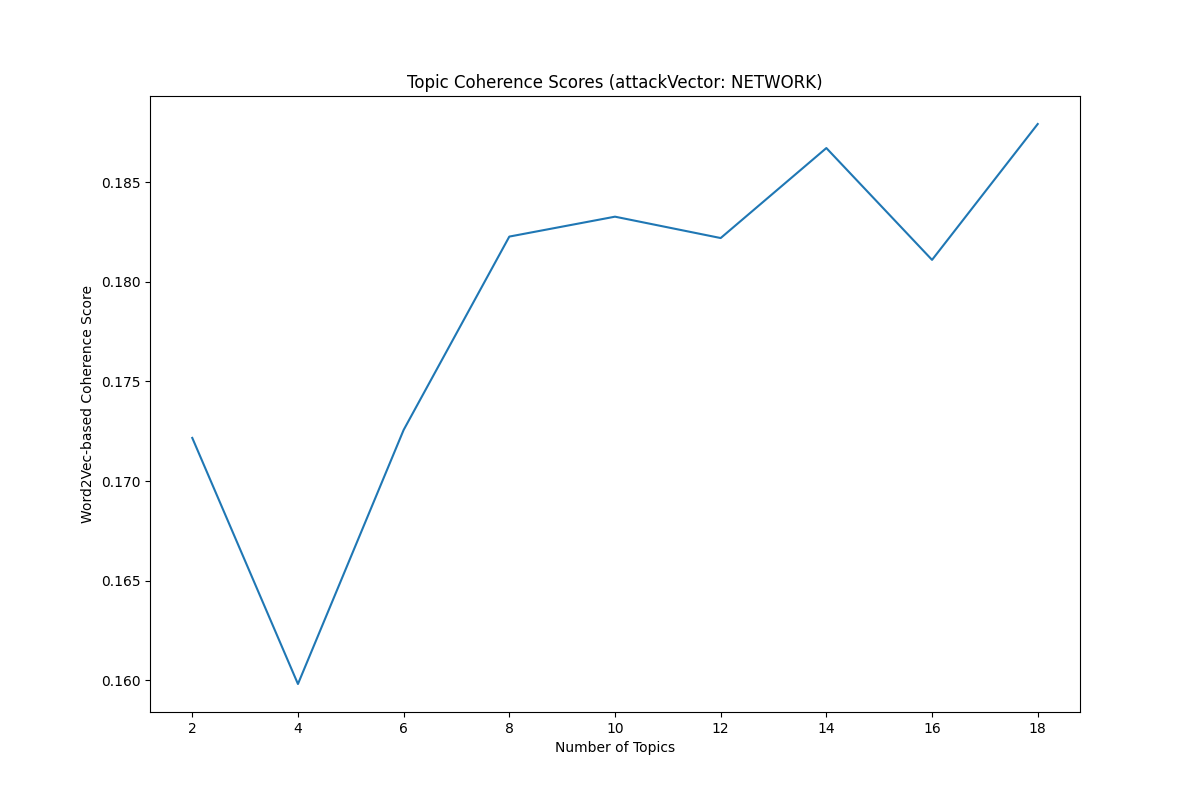 Topic Coherence Scores (attackVector: NETWORK)
Word2Vec-based Coherence Score
0.185
0.180
0.175
0.170
0.165
0.160
2 4 6 8 10 12 14 16 18
Number of Topics